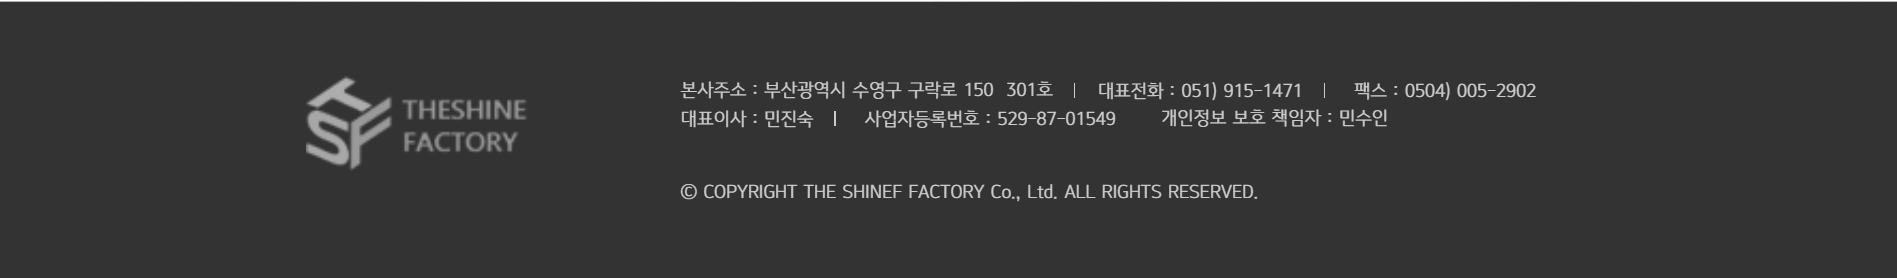 THESHINE
FACTORY
본사주소 : 부산광역시 수영구 구락로 150 301호 | 대표전화 : 051) 915-1471 | 팩스 : 0504) 005-2902
대표이사 : 민진숙 | 사업자등록번호 : 529-87-01549 개인정보 보호 책임자 : 민수인
© COPYRIGHT THE SHINEF FACTORY Co., Ltd. ALL RIGHTS RESERVED.